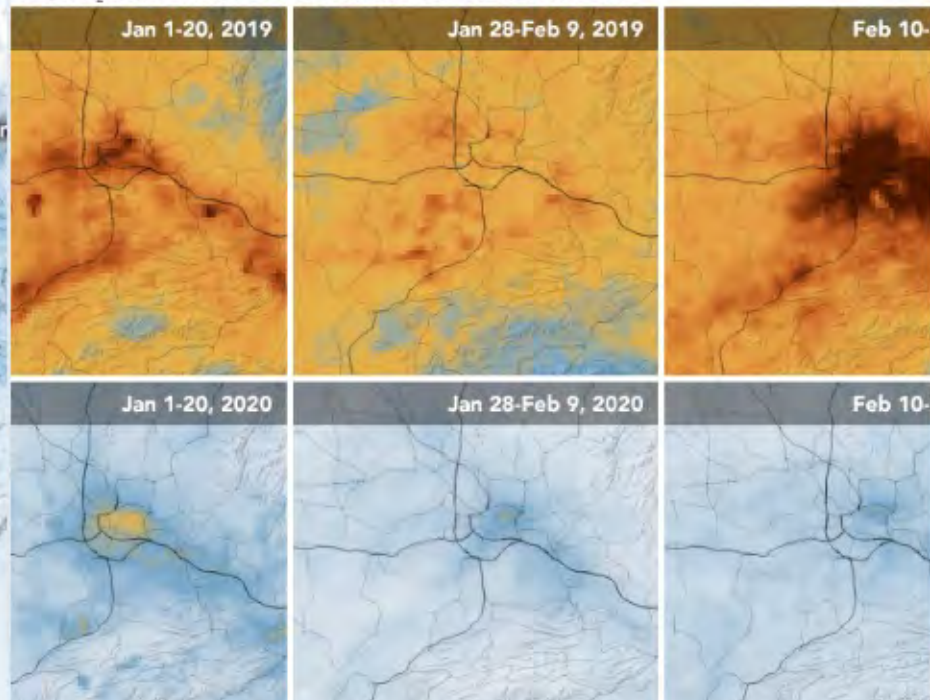 Jan 1-20, 2019
Jan 28-Feb 9, 2019
Feb 10-
Jan 1-20, 2020
Jan 28-Feb 9, 2020
Feb 10-